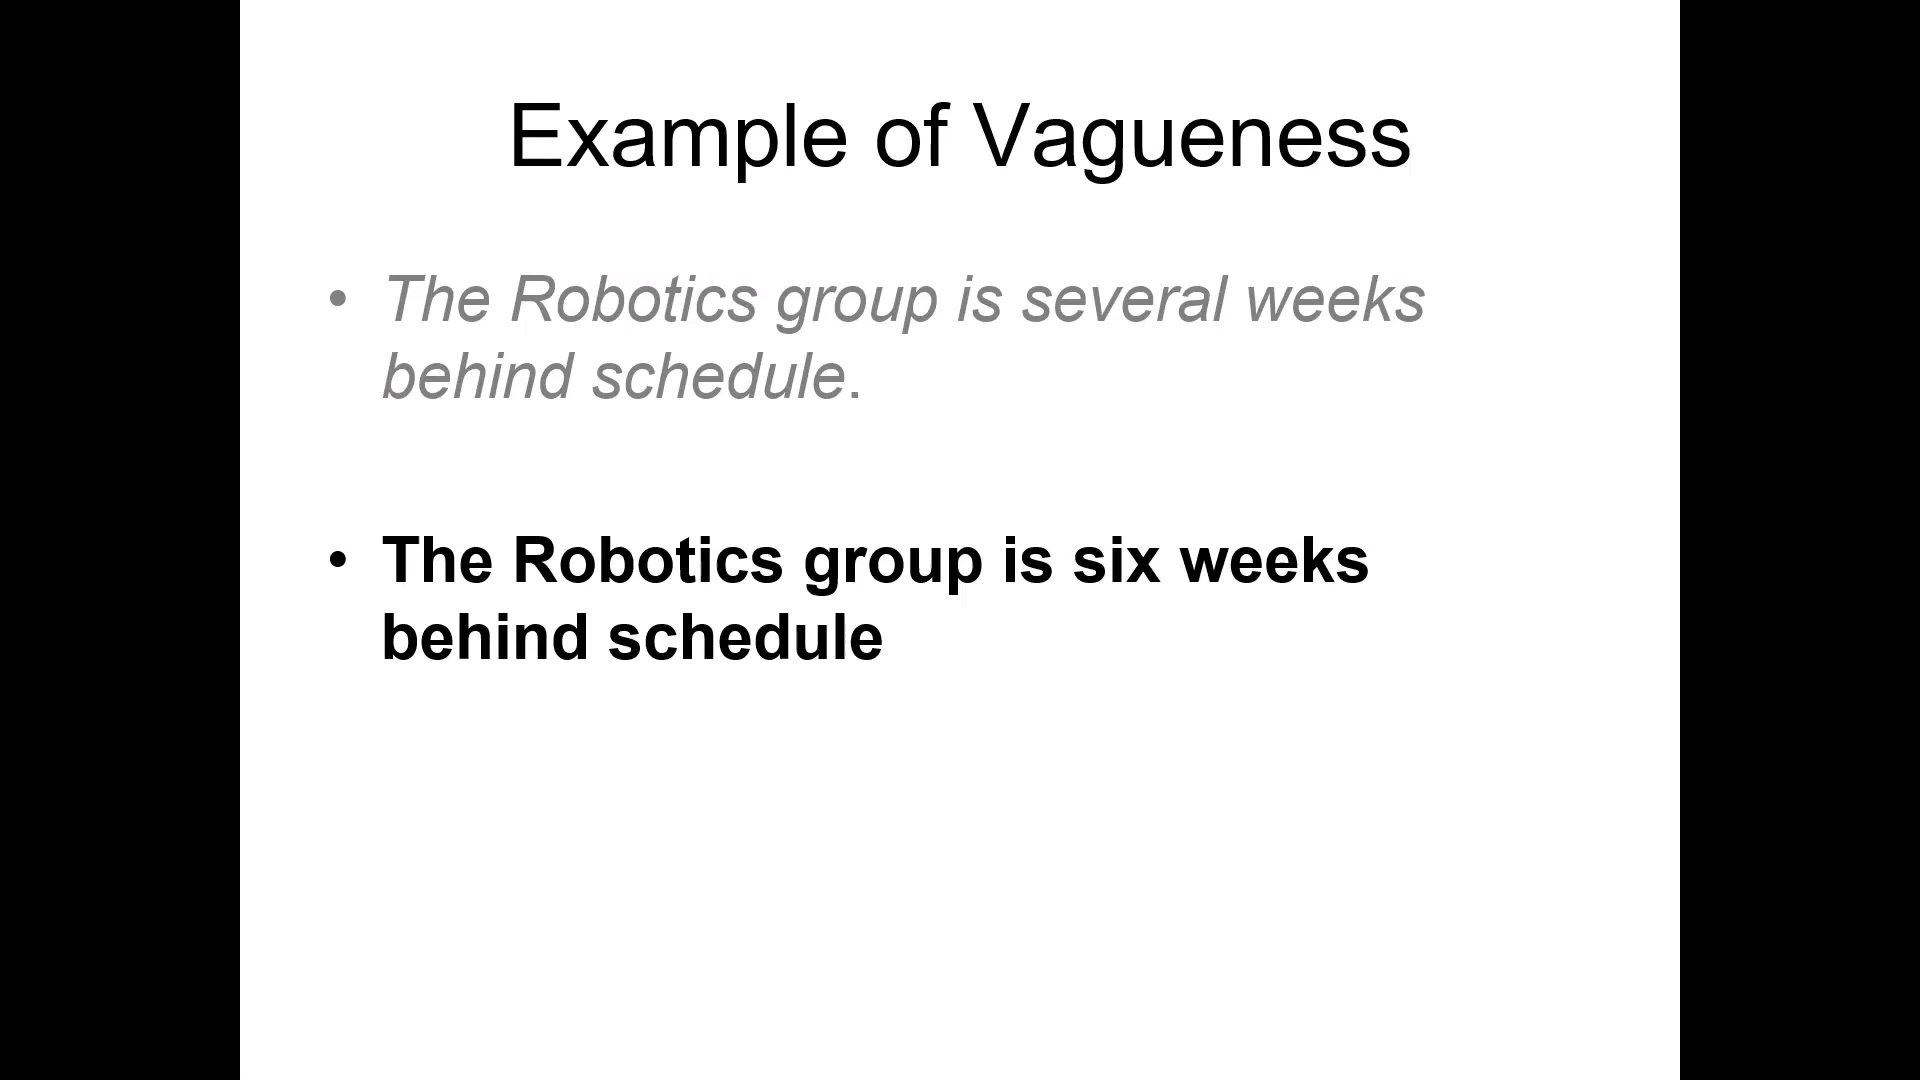 Example of Vagueness
• The Robotics group is several weeks
behind schedule.
• The Robotics group is six weeks
behind schedule